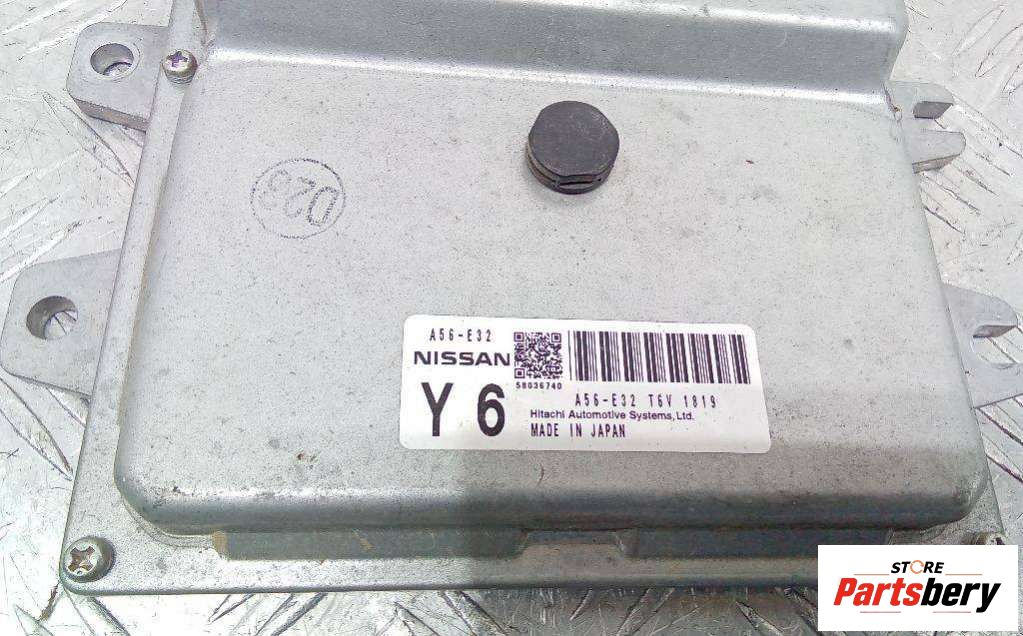 D23
A56-E32
NISSAN
58036740
Y 6
A56-E32 T6V 1819
Hitachi Automotive Systems, Ltd.
MADE IN JAPAN
STORE
Partsbery